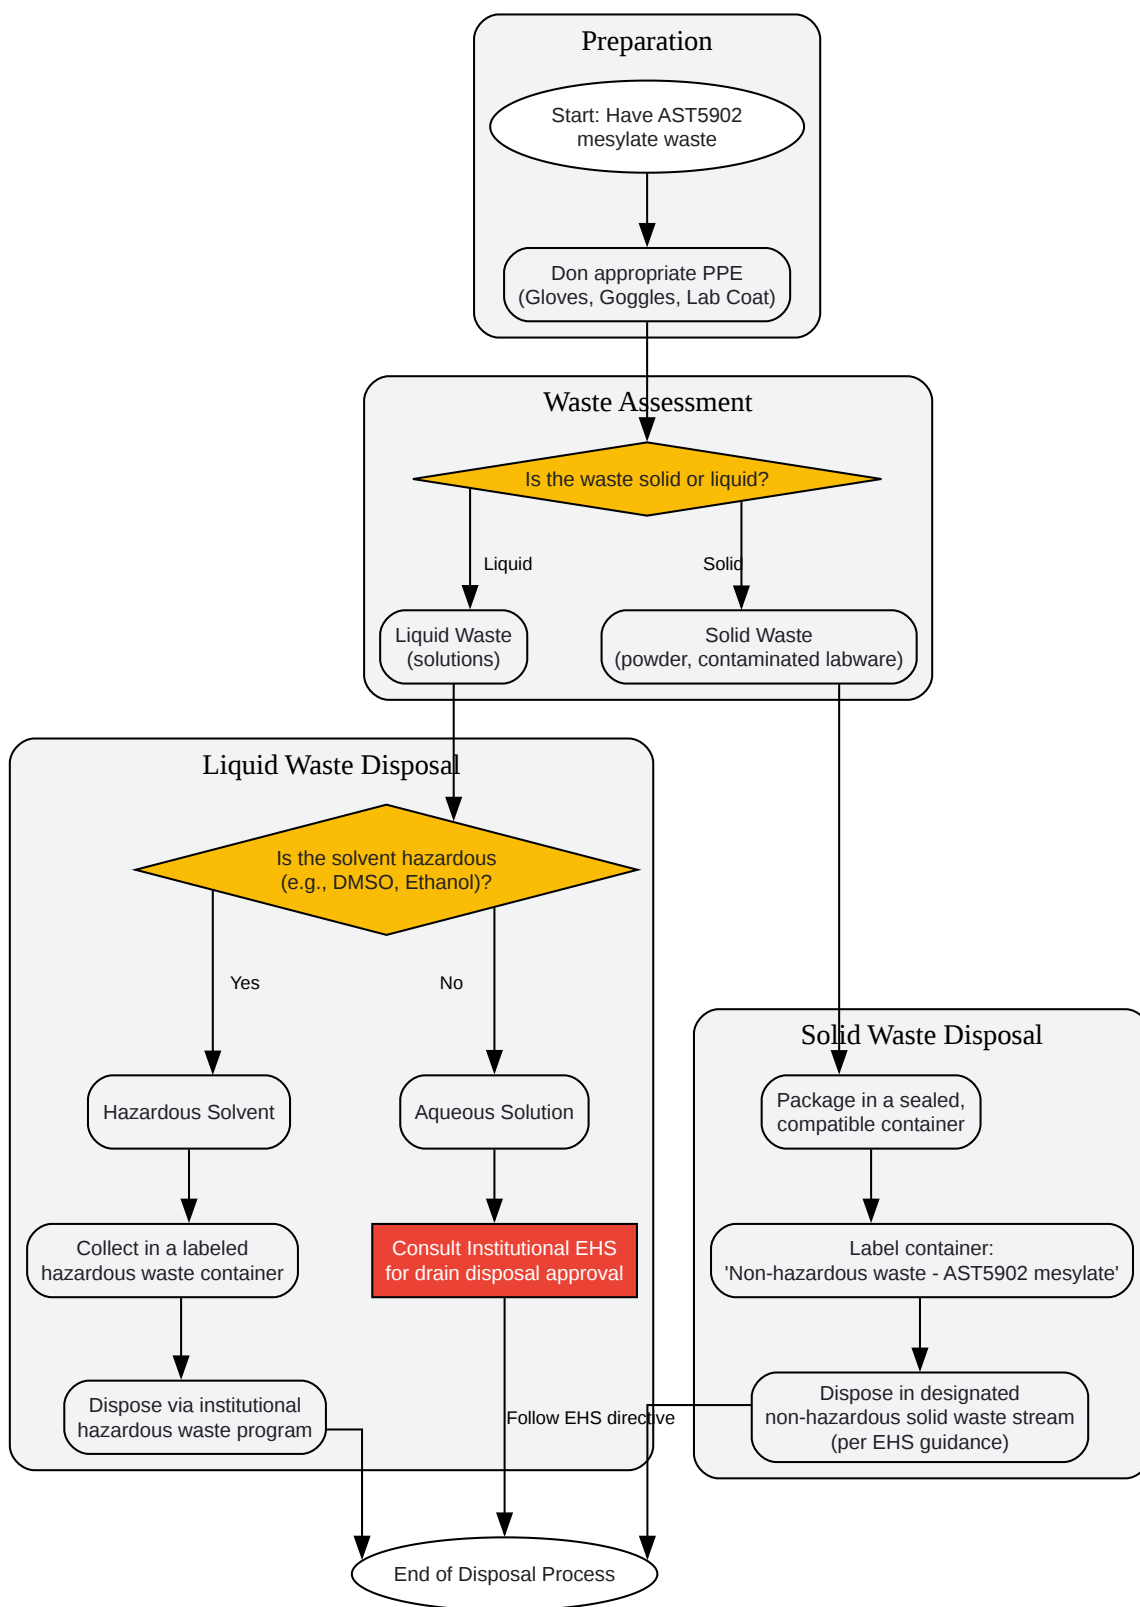 Preparation
Start: Have AST5902
mesylate waste
Don appropriate PPE
(Gloves, Goggles, Lab Coat)
Waste Assessment
Is the waste solid or liquid?
Liquid
Solid
Liquid Waste
(solutions)
Solid Waste
(powder, contaminated labware)
Liquid Waste Disposal
Is the solvent hazardous
(e.g., DMSO, Ethanol)?
Yes
No
Hazardous Solvent
Aqueous Solution
Collect in a labeled
hazardous waste container
Consult Institutional EHS
for drain disposal approval
Dispose via institutional
hazardous waste program
Follow EHS directive
Solid Waste Disposal
Package in a sealed,
compatible container
Label container:
'Non-hazardous waste - AST5902 mesylate'
Dispose in designated
non-hazardous solid waste stream
(per EHS guidance)
End of Disposal Process